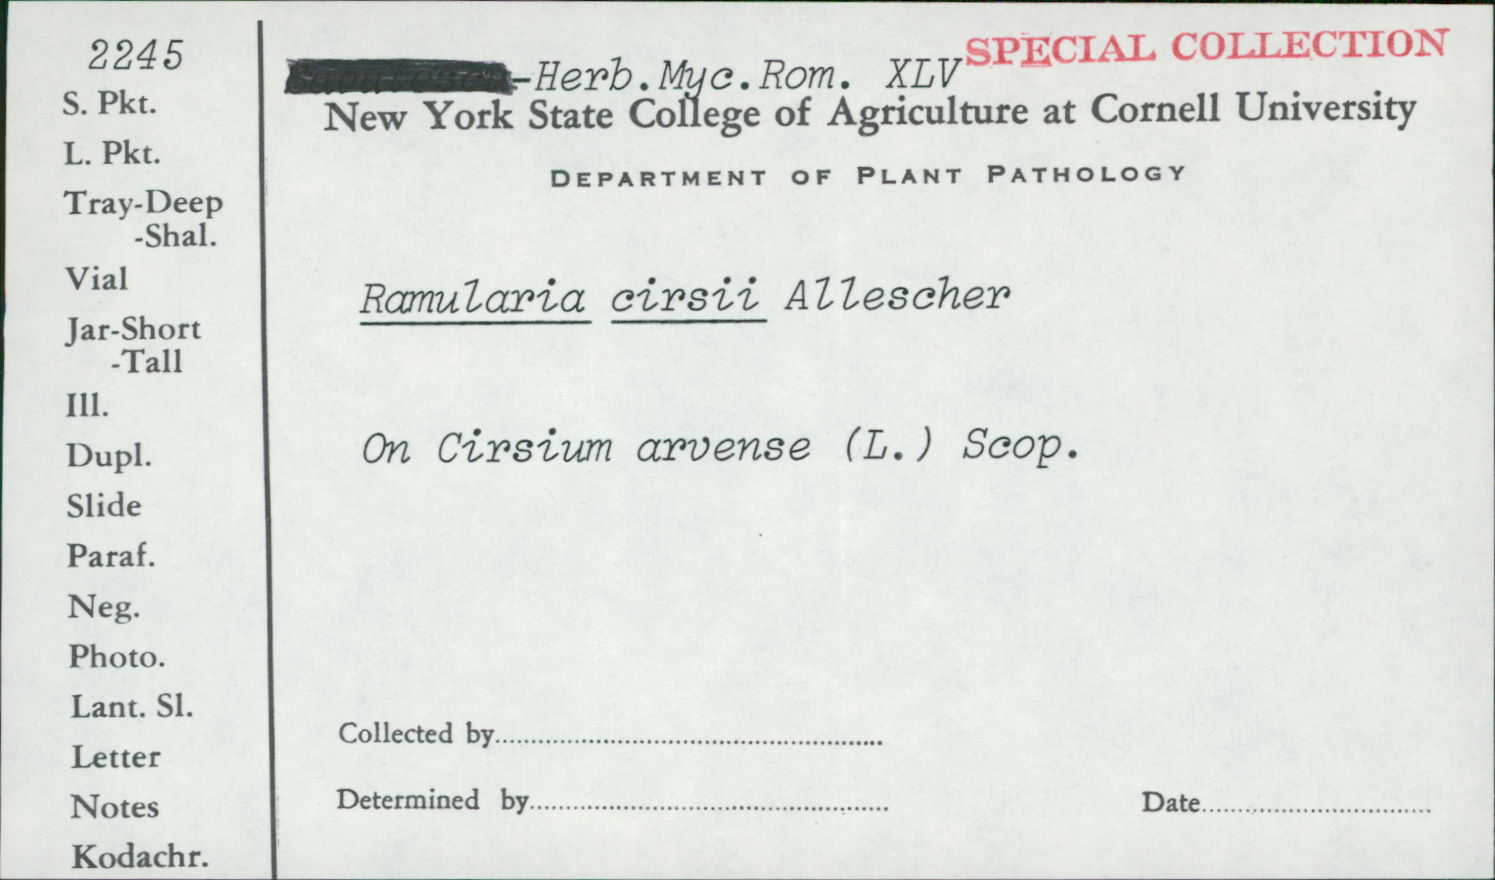 2245
S. Pkt.
L. Pkt.
Tray-Deep
-Shal.
Vial
Jar-Short
-Tall
Ill.
Dupl.
Slide
Paraf.
Neg.
Photo.
Lant. Sl.
Letter
Notes
Kodachr.
SPECIAL COLLECTION
-Herb.Myc.Rom. XLV
New York State College of Agriculture at Cornell University
DEPARTMENT OF PLANT PATHOLOGY
Ramularia cirsii Allescher
On Cirsium arvense (L.) Scop.
Collected by
Determined by
Date